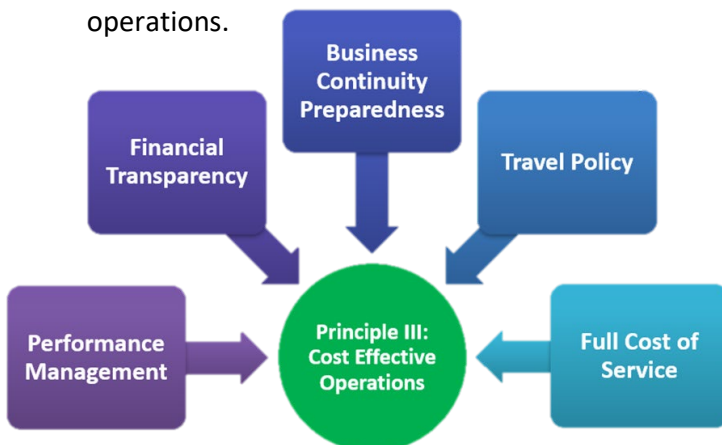 operations.
Business
Continuity
Preparedness
Financial
Transparency
Travel Policy
Performance
Management
Principle III:
Cost Effective
Operations
Full Cost of
Service